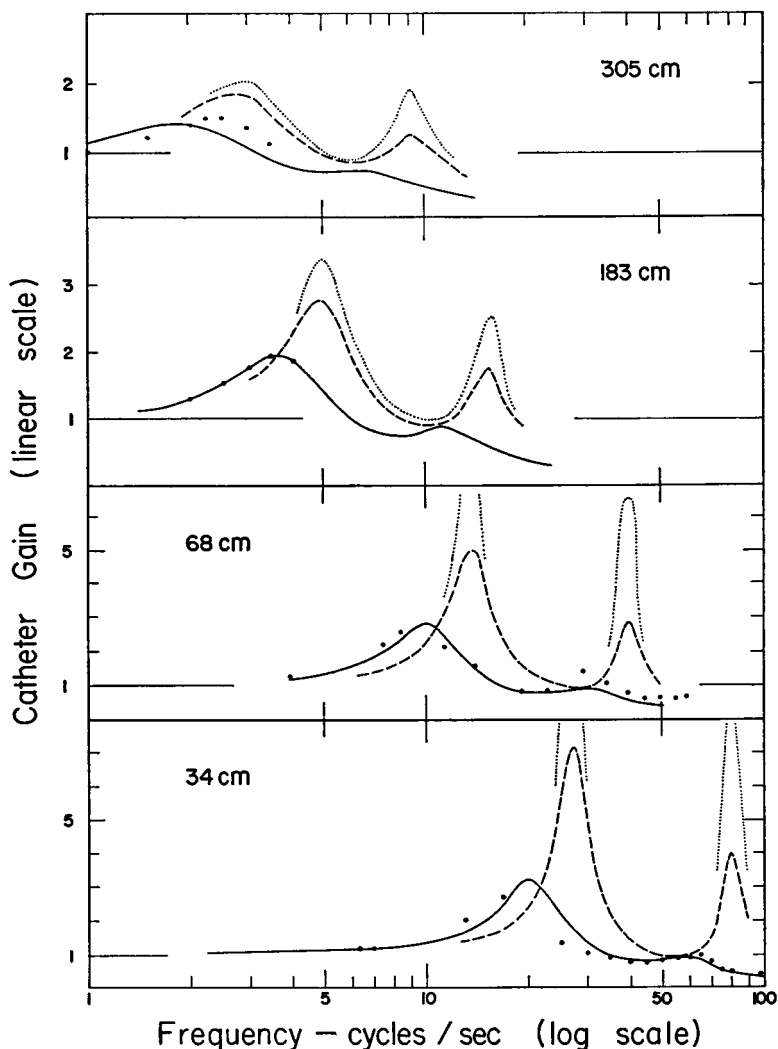 305 cm
2
1
183 cm
3
2
1
68 cm
5
1
34 cm
5
1
1 5 10 50 100
Frequency – cycles / sec (log scale)
Catheter Gain (linear scale)